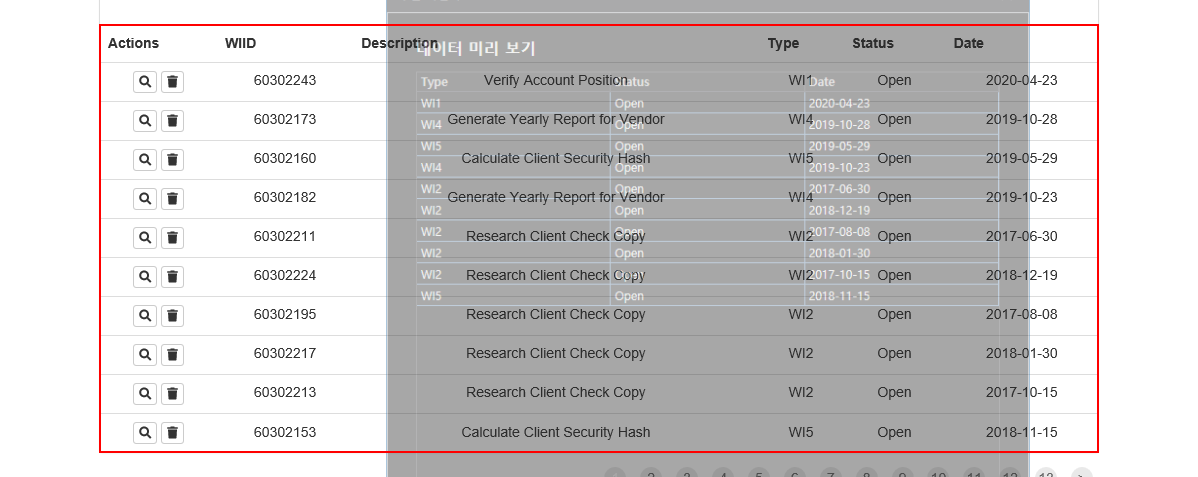 Actions WIID Description Type Status Date
60302243 Verify Account Position WI1 Open 2020-04-23
60302173 Generate Yearly Report for Vendor WI4 Open 2019-10-28
60302160 Calculate Client Security Hash WI5 Open 2019-05-29
60302182 Generate Yearly Report for Vendor WI4 Open 2019-10-23
60302211 Research Client Check Copy WI2 Open 2017-06-30
60302224 Research Client Check Copy WI2 Open 2018-12-19
60302195 Research Client Check Copy WI2 Open 2017-08-08
60302217 Research Client Check Copy WI2 Open 2018-01-30
60302213 Research Client Check Copy WI2 Open 2017-10-15
60302153 Calculate Client Security Hash WI5 Open 2018-11-15
데이터 미리 보기
Type Status Date
WI1 Open 2020-04-23
WI4 Open 2019-10-28
WI5 Open 2019-05-29
WI4 Open 2019-10-23
WI2 Open 2017-06-30
WI2 Open 2018-12-19
WI2 Open 2017-08-08
WI2 Open 2018-01-30
WI2 Open 2017-10-15
WI5 Open 2018-11-15
2 3 4 5 6 7 8 9 10 11 12 13 >